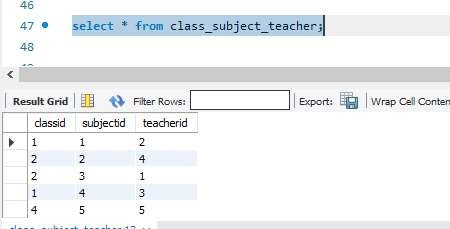 46
47 select * from class_subject_teacher;
48
Result Grid Filter Rows: Export: Wrap Cell Conten
classid subjectid teacherid
1 1 2
2 2 4
2 3 1
1 4 3
4 5 5